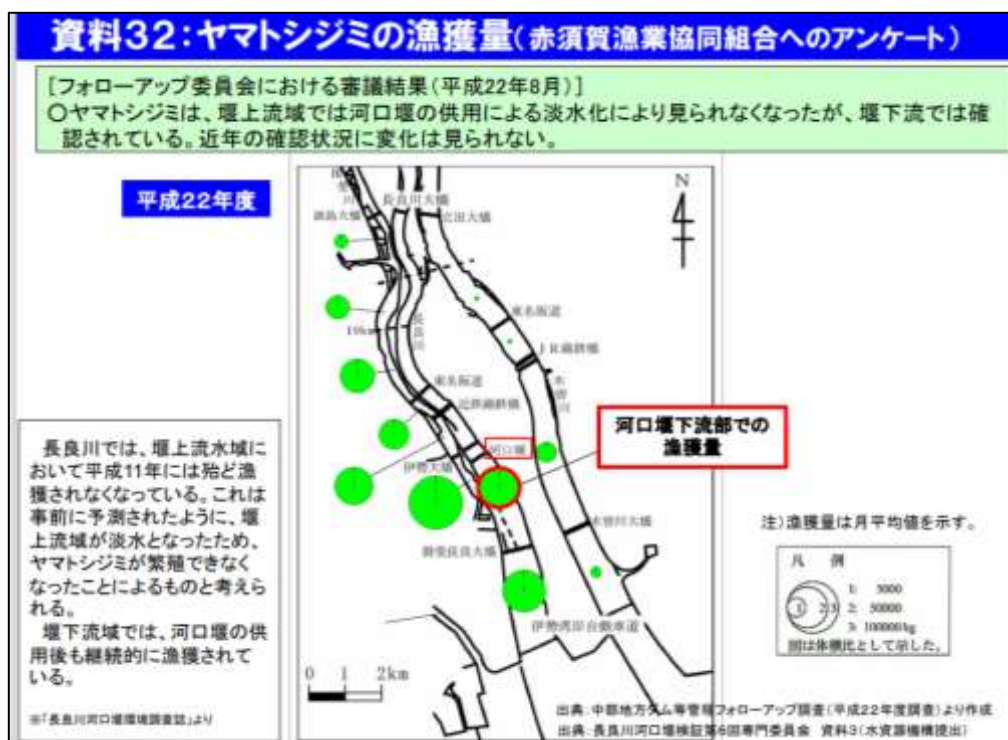 資料32：ヤマトシジミの漁獲量（赤須賀漁業協同組合へのアンケート）
[フォローアップ委員会における審議結果（平成22年8月）]
〇ヤマトシジミは、堰上流域では河口堰の供用による淡水化により見られなくなったが、堰下流では確
認されている。近年の確認状況に変化は見られない。
平成22年度
N
長良川大橋
立田大橋
東名阪道
JR
10km
長良川
東名阪道
近鉄
木曽川
河口堰
伊勢大橋
河口堰下流部での
漁獲量
木曽川大橋
伊勢湾岸自動車道
0 1 2km
長良川では、堰上流水域に
おいて平成11年には殆ど漁
獲されなくなっている。これは
事前に予測されたように、堰
上流域が淡水となったため、
ヤマトシジミが繁殖できなく
なったことによるものと考えら
れる。
堰下流域では、河口堰の供
用後も継続的に漁獲されて
いる。
※「長良川河口堰環境調査誌」より
注）漁獲量は月平均値を示す。
凡 例
1 2 3
1: 5000
2: 50000
3: 100000kg
図は体積比として示した。
出典：中部地方ダム等管理フォローアップ調査（平成22年度調査）より作成
出典：長良川河口堰検証第6回専門委員会 資料3（水資源機構提出）